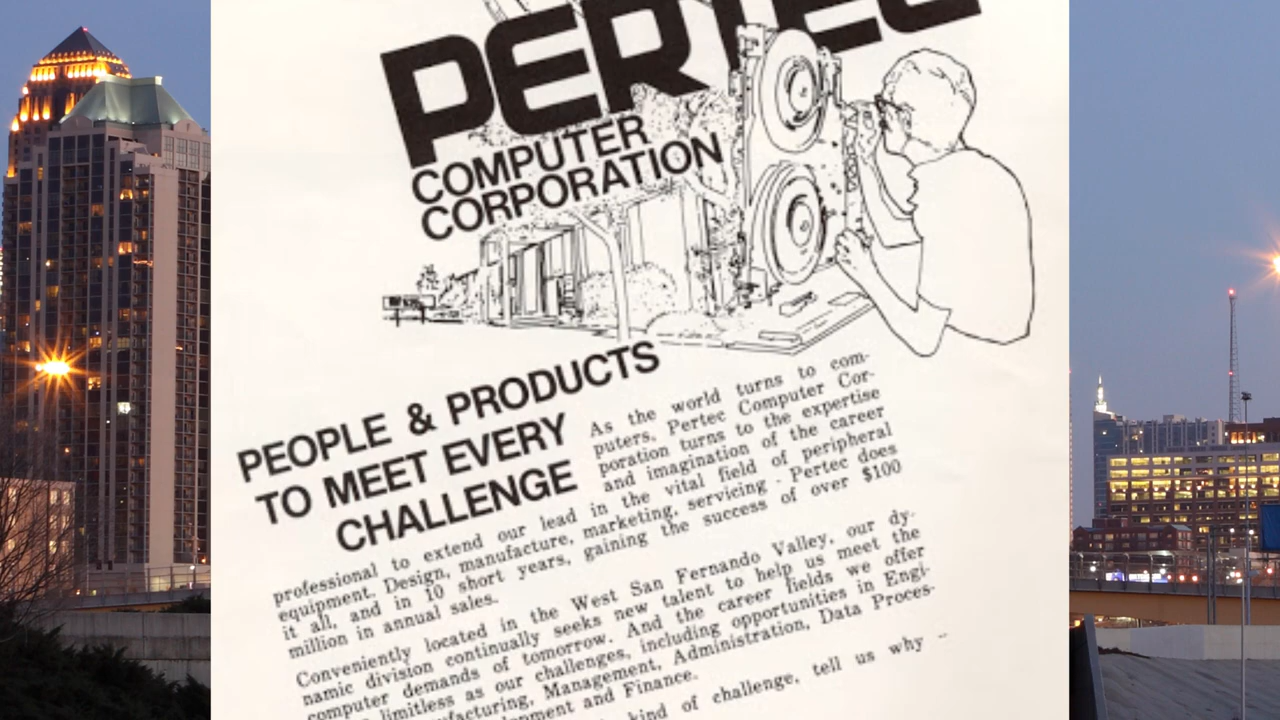 PERTEC
COMPUTER
CORPORATION
PEOPLE & PRODUCTS
TO MEET EVERY
CHALLENGE
As the world turns to com-
puters, Pertec Computer Cor-
poration turns to the expertise
and imagination of the career
professional to extend our lead in the vital field of peripheral
equipment. Design, manufacture, marketing, servicing - Pertec does
it all, and in 10 short years, gaining the success of over $100
million in annual sales.
Conveniently located in the West San Fernando Valley, our dy-
namic division continually seeks new talent to help us meet the
computer demands of tomorrow. And the career fields we offer
limitless as our challenges, including opportunities in Engi-
Management, Administration, Data Proces-
and Finance.
kind of challenge, tell us why --